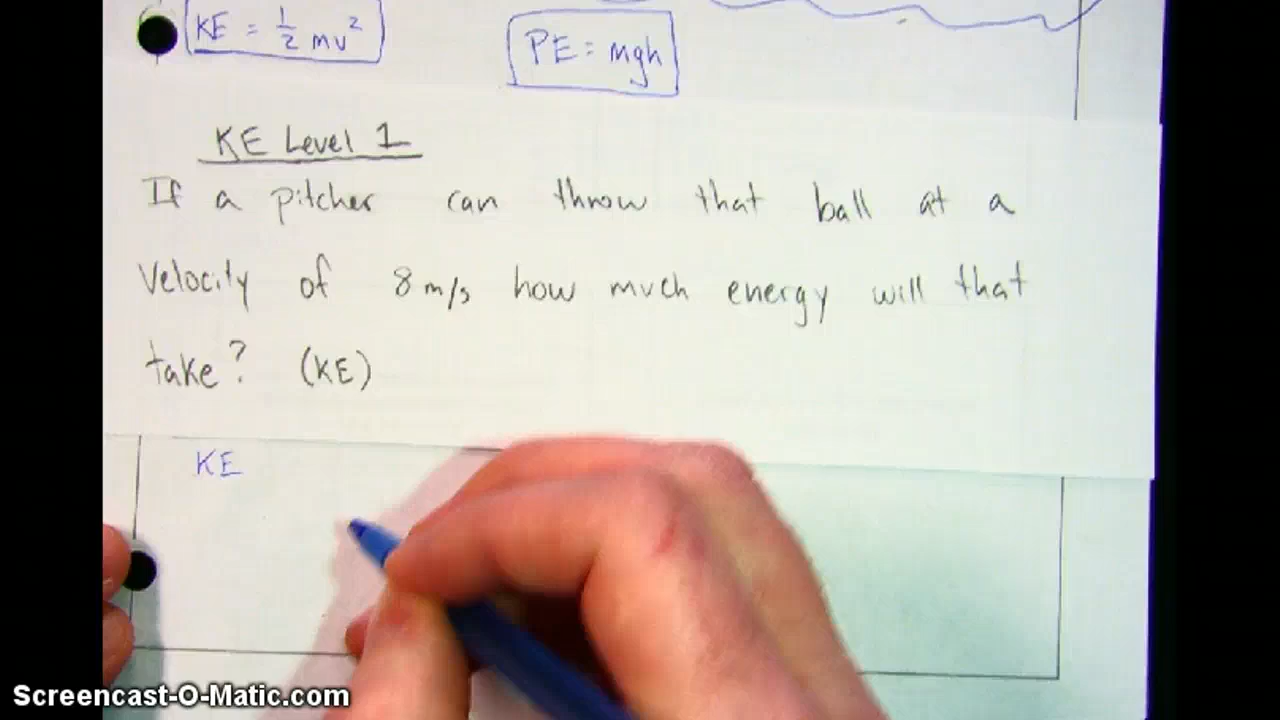 KE = 1/2 mv²
PE = mgh
KE Level 1
If a pitcher can throw that ball at a
Velocity of 8 m/s how much energy will that
take? (KE)
KE
Screencast-O-Matic.com